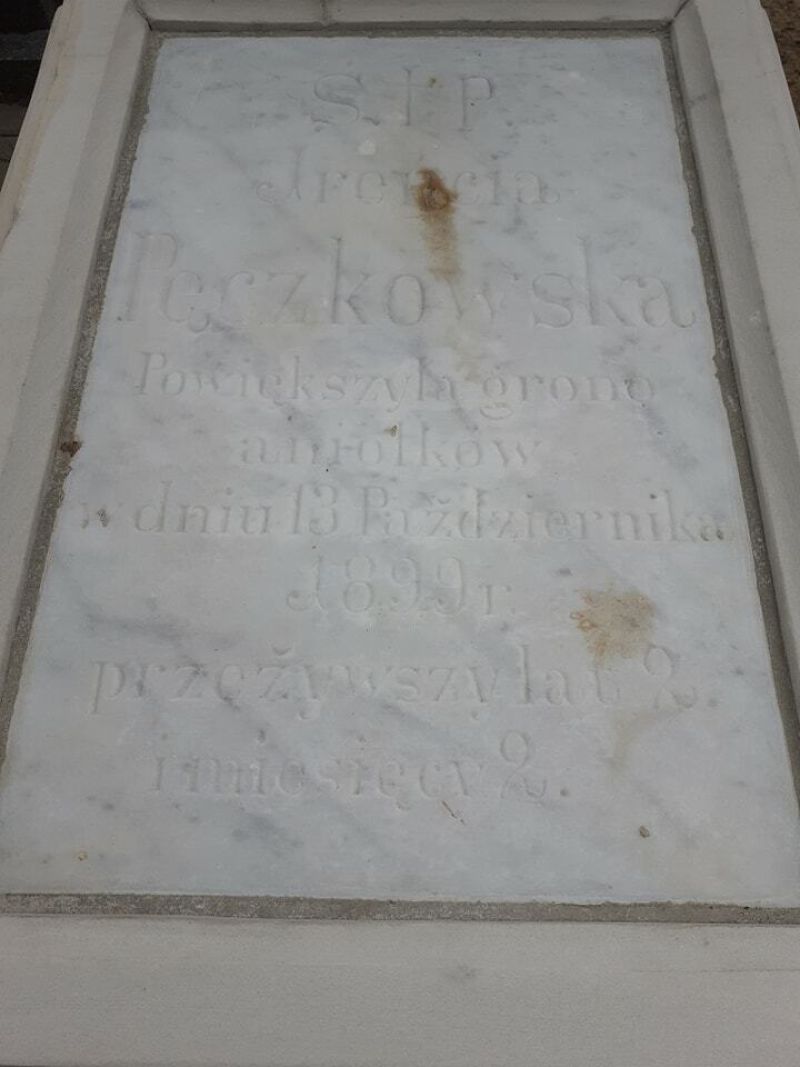 S. † P.
Irencia
Pęczkowska
Powiększyła grono
aniołków
w dniu 13 Października
1899 r.
przeżywszy lat 2.
i miesięcy 2.